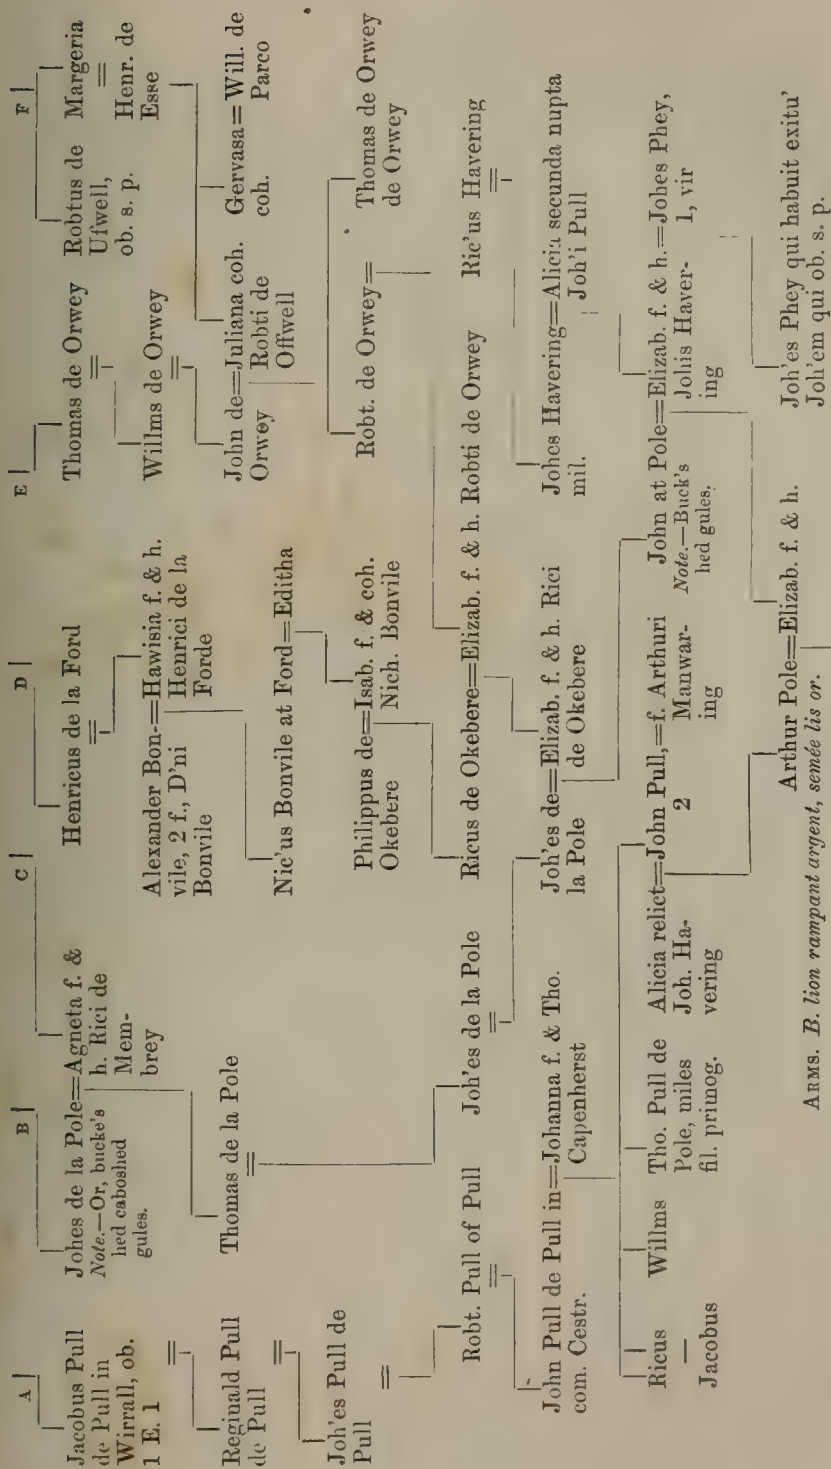 A B C D E F
Jacobus Pull
de Pull in
Wirrall, ob.
1 E. 1
Johes de la Pole=Agneta f. &
Note.—Or, bucke's
hed caboshed
gules.
h. Rici de
Mem-
brey
Henricus de la Ford
Thomas de Orwey
Robtus de
Ufwell,
ob. s. p.
Margeria
=
Henr. de
Esse
Reginald Pull
de Pull
Thomas de la Pole
Alexander Bon-=Hawisia f. & h.
vile, 2 f., D'ni
Bonvile
Henrici de la
Forde
Willms de Orwey
Joh'es Pull de
Pull
Nic'us Bonvile at Ford=Editha
John de=Juliana coh.
Orwey
Robti de
Offwell
Gervasa=Will. de
coh.
Parco
Philippus de=Isab. f. & coh.
Okebere
Nich. Bonvile
Robt. de Orwey=
Thomas de Orwey
de Orwey
Robt. Pull of Pull
Joh'es de la Pole
Ricus de Okebere=Elizab. f. & h. Robti de Orwey
Ric'us Havering
John Pull de Pull in=Johanna f. & Tho.
com. Cestr.
Capenherst
Joh'es de=Elizab. f. & h. Rici
la Pole
de Okebere
Johes Havering=Alicia secunda nupta
mil.
Joh'i Pull
Ricus
—
Jacobus
Willms
Tho. Pull de
Pole, miles
fil. primog.
Alicia relict=John Pull,=f. Arthuri
Joh. Ha-
vering
2
Manwar-
ing
John at Pole=Elizab. f. & h.=Johes Phey,
Note.—Buck's
hed gules.
Johis Haver-
ing
1, vir
Arthur Pole=Elizab. f. & h.
Joh'es Phey qui habuit exitu'
Joh'em qui ob. s. p.
ARMS. B. lion rampant argent, semée lis or.